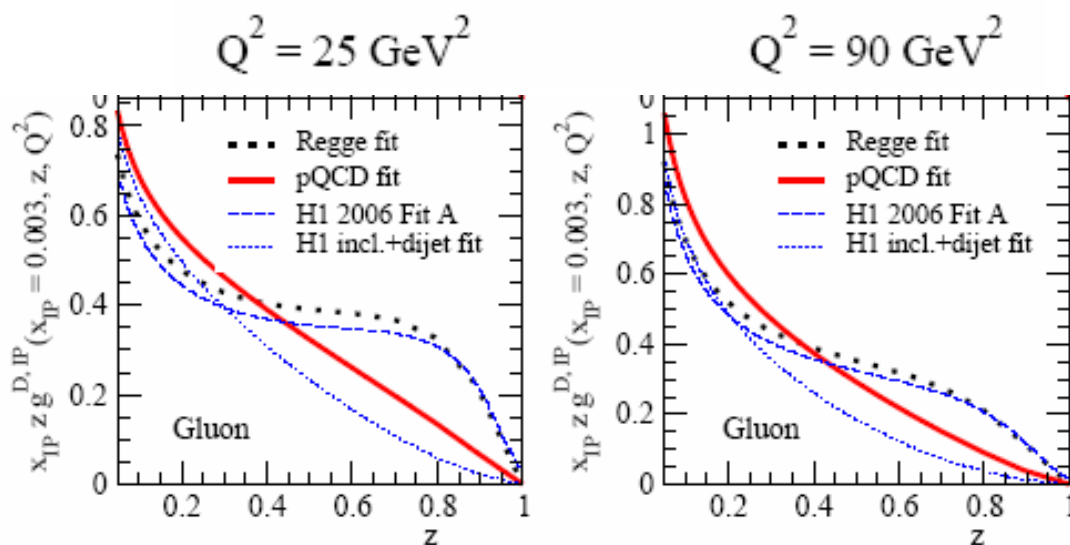 Q² = 25 GeV²
x_IP z g^{D, IP} (x_IP = 0.003, z, Q²)
0.8
0.6
0.4
0.2
0
Regge fit
pQCD fit
H1 2006 Fit A
H1 incl.+dijet fit
Gluon
0.2 0.4 0.6 0.8 1
z
Q² = 90 GeV²
x_IP z g^{D, IP} (x_IP = 0.003, z, Q²)
1
0.8
0.6
0.4
0.2
0
Regge fit
pQCD fit
H1 2006 Fit A
H1 incl.+dijet fit
Gluon
0.2 0.4 0.6 0.8 1
z